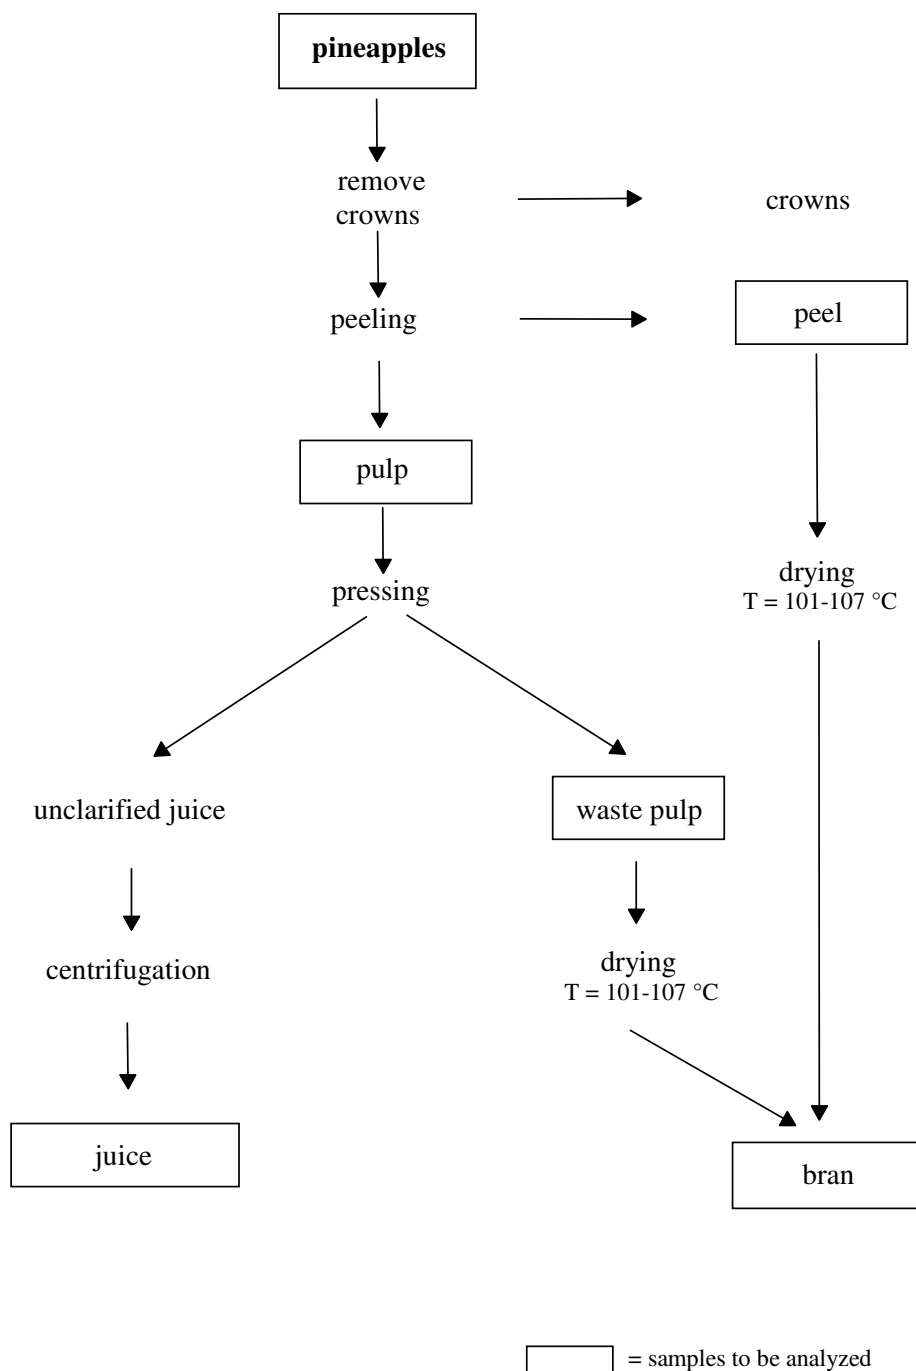 pineapples
remove
crowns
crowns
peeling
peel
pulp
pressing
drying
T = 101-107 °C
unclarified juice
waste pulp
centrifugation
drying
T = 101-107 °C
juice
bran
= samples to be analyzed